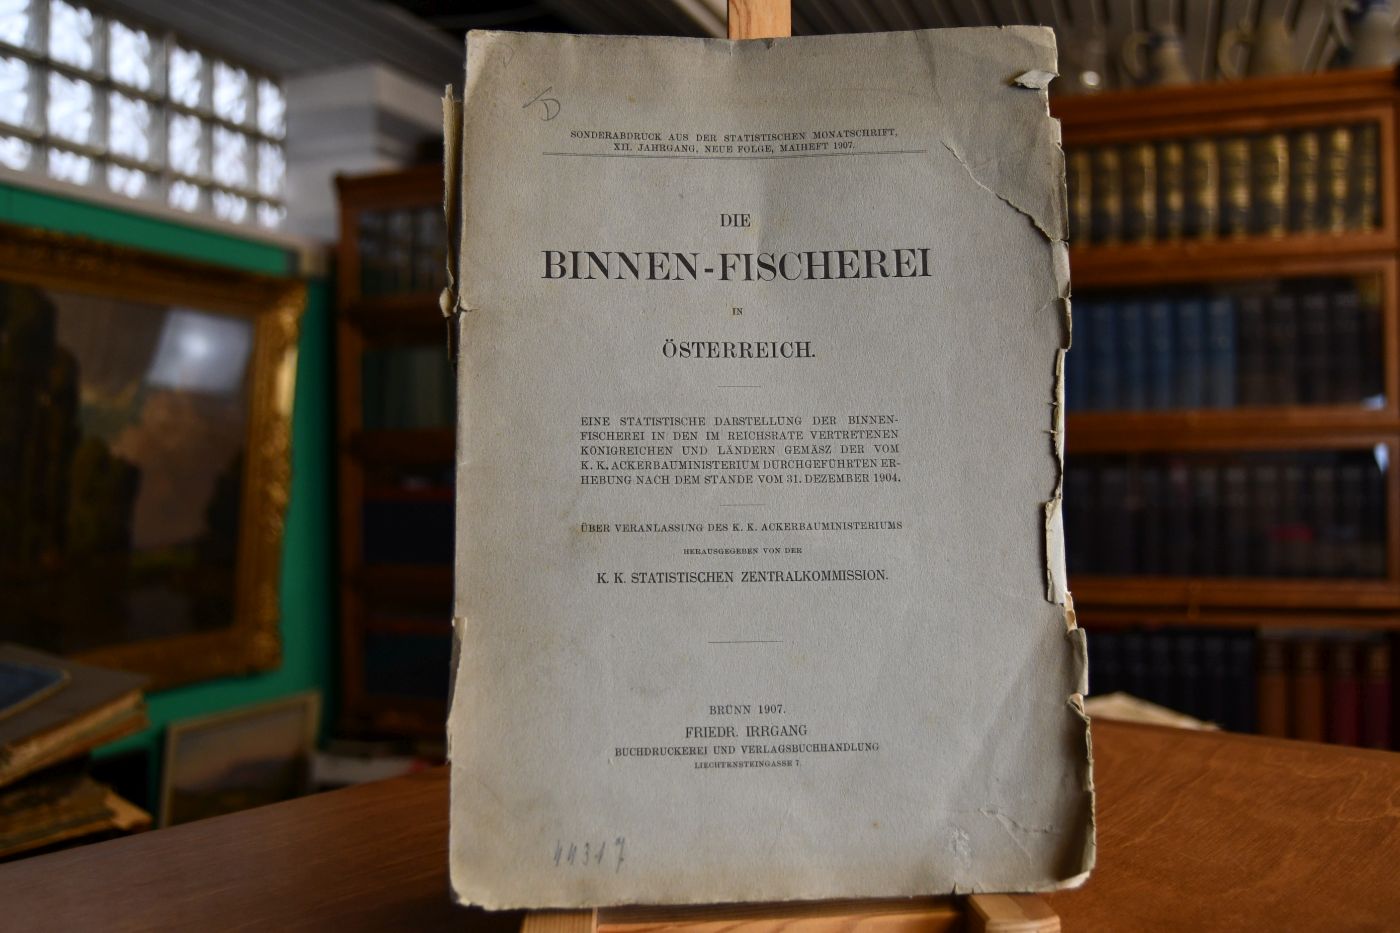 D
SONDERABDRUCK AUS DER STATISTISCHEN MONATSCHRIFT,
XII. JAHRGANG, NEUE FOLGE, MAIHEFT 1907.
DIE
BINNEN-FISCHEREI
IN
ÖSTERREICH.
EINE STATISTISCHE DARSTELLUNG DER BINNEN-
FISCHEREI IN DEN IM REICHSRATE VERTRETENEN
KÖNIGREICHEN UND LÄNDERN GEMÄSZ DER VOM
K. K. ACKERBAUMINISTERIUM DURCHGEFÜHRTEN ER-
HEBUNG NACH DEM STANDE VOM 31. DEZEMBER 1904.
ÜBER VERANLASSUNG DES K. K. ACKERBAUMINISTERIUMS
HERAUSGEGEBEN VON DER
K. K. STATISTISCHEN ZENTRALKOMMISSION.
BRÜNN 1907.
FRIEDR. IRRGANG
BUCHDRUCKEREI UND VERLAGSBUCHHANDLUNG
LIECHTENSTEINGASSE 7.
44317